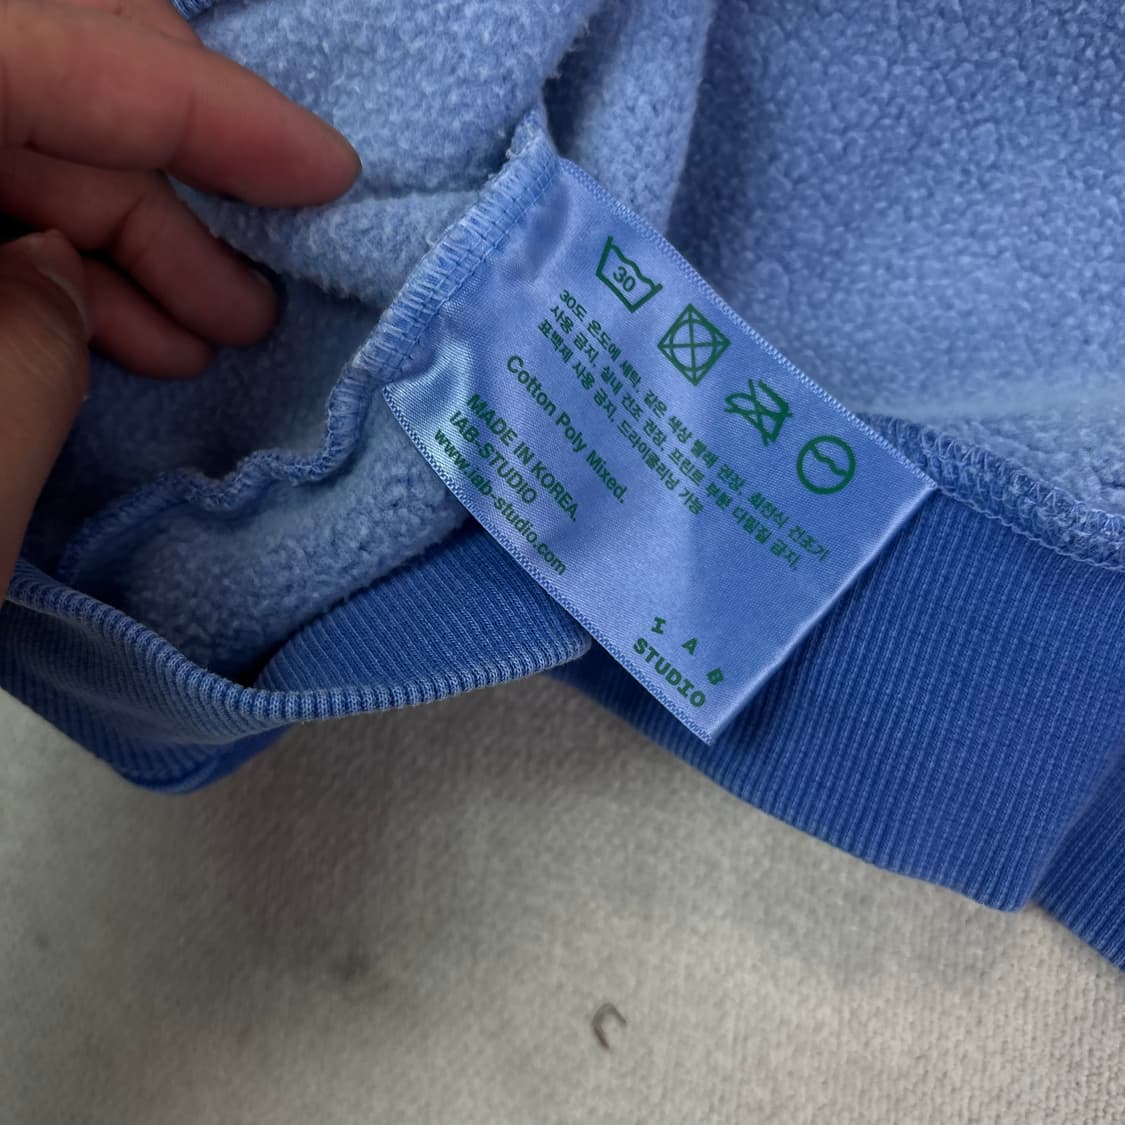 30
30도 온도에 세탁, 같은 색상 빨래 권장, 회전식 건조기
사용 금지, 실내 건조 권장, 프린트 부분 다림질 금지,
표백제 사용 금지, 드라이클리닝 가능
Cotton Poly Mixed.
MADE IN KOREA.
IAB-STUDIO
www.iab-studio.com
I A B
STUDIO